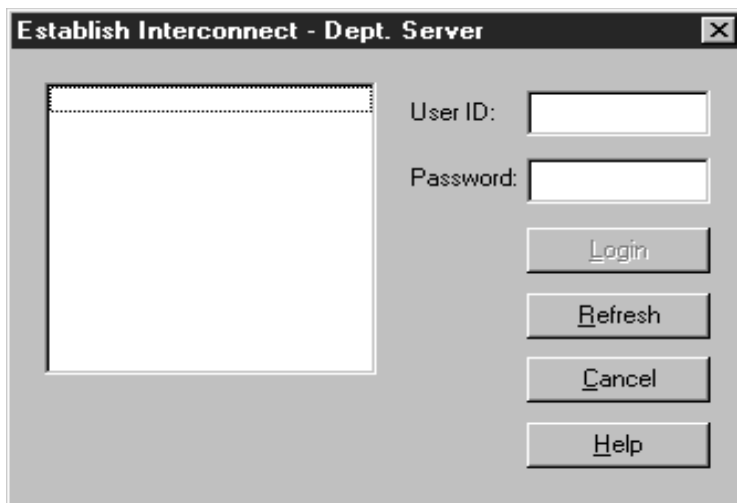 Establish Interconnect - Dept. Server
User ID:
Password:
Login
Refresh
Cancel
Help